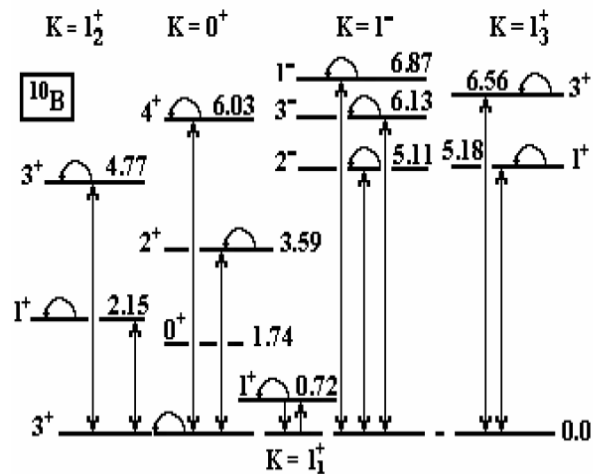 K = 1₂⁺ K = 0⁺ K = 1⁻ K = 1₃⁺
¹⁰B
1⁻ 6.87
4⁺ 6.03 3⁻ 6.13 6.56 3⁺
3⁺ 4.77 2⁻ 5.11 5.18 1⁺
2⁺ 3.59
1⁺ 2.15 0⁺ 1.74
1⁺ 0.72
3⁺ 0.0
K = 1₁⁺